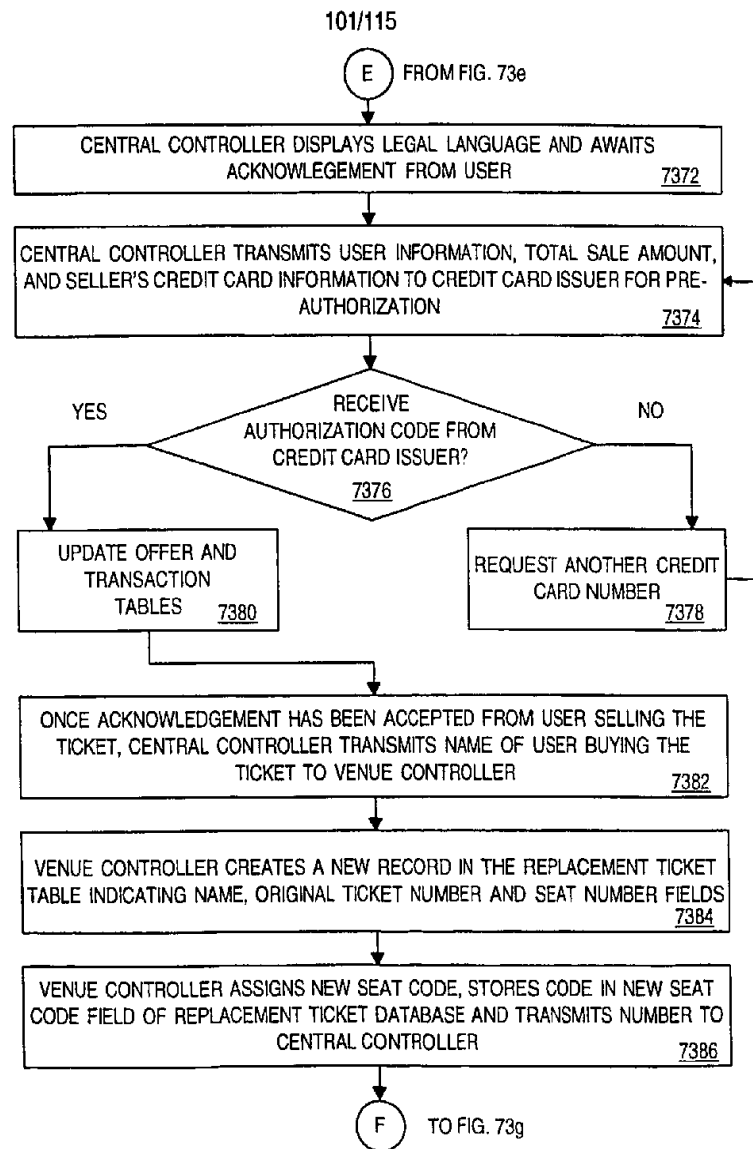 101/115
E FROM FIG. 73e
CENTRAL CONTROLLER DISPLAYS LEGAL LANGUAGE AND AWAITS
ACKNOWLEGEMENT FROM USER
7372
CENTRAL CONTROLLER TRANSMITS USER INFORMATION, TOTAL SALE AMOUNT,
AND SELLER'S CREDIT CARD INFORMATION TO CREDIT CARD ISSUER FOR PRE-
AUTHORIZATION
7374
YES
RECEIVE
AUTHORIZATION CODE FROM
CREDIT CARD ISSUER?
7376
NO
UPDATE OFFER AND
TRANSACTION
TABLES
7380
REQUEST ANOTHER CREDIT
CARD NUMBER
7378
ONCE ACKNOWLEDGEMENT HAS BEEN ACCEPTED FROM USER SELLING THE
TICKET, CENTRAL CONTROLLER TRANSMITS NAME OF USER BUYING THE
TICKET TO VENUE CONTROLLER
7382
VENUE CONTROLLER CREATES A NEW RECORD IN THE REPLACEMENT TICKET
TABLE INDICATING NAME, ORIGINAL TICKET NUMBER AND SEAT NUMBER FIELDS
7384
VENUE CONTROLLER ASSIGNS NEW SEAT CODE, STORES CODE IN NEW SEAT
CODE FIELD OF REPLACEMENT TICKET DATABASE AND TRANSMITS NUMBER TO
CENTRAL CONTROLLER
7386
F TO FIG. 73g